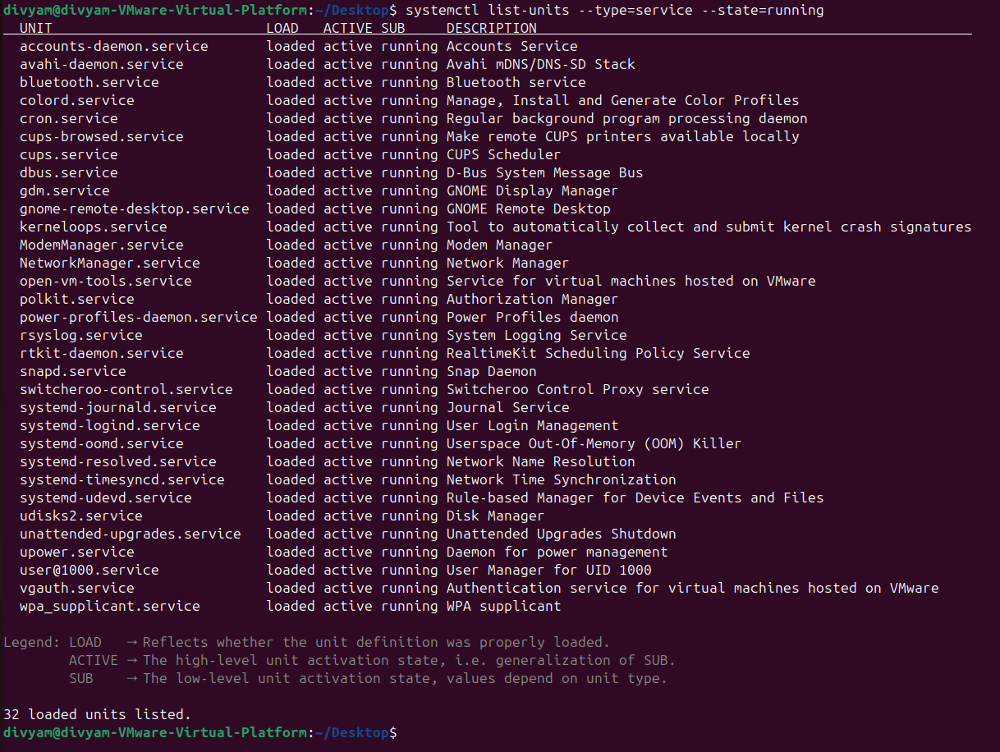 divyam@divyam-VMware-Virtual-Platform:~/Desktop$ systemctl list-units --type=service --state=running
  UNIT                          LOAD   ACTIVE SUB     DESCRIPTION
  accounts-daemon.service       loaded active running Accounts Service
  avahi-daemon.service          loaded active running Avahi mDNS/DNS-SD Stack
  bluetooth.service             loaded active running Bluetooth service
  colord.service                loaded active running Manage, Install and Generate Color Profiles
  cron.service                  loaded active running Regular background program processing daemon
  cups-browsed.service          loaded active running Make remote CUPS printers available locally
  cups.service                  loaded active running CUPS Scheduler
  dbus.service                  loaded active running D-Bus System Message Bus
  gdm.service                   loaded active running GNOME Display Manager
  gnome-remote-desktop.service  loaded active running GNOME Remote Desktop
  kerneloops.service            loaded active running Tool to automatically collect and submit kernel crash signatures
  ModemManager.service          loaded active running Modem Manager
  NetworkManager.service        loaded active running Network Manager
  open-vm-tools.service         loaded active running Service for virtual machines hosted on VMware
  polkit.service                loaded active running Authorization Manager
  power-profiles-daemon.service loaded active running Power Profiles daemon
  rsyslog.service               loaded active running System Logging Service
  rtkit-daemon.service          loaded active running RealtimeKit Scheduling Policy Service
  snapd.service                 loaded active running Snap Daemon
  switcheroo-control.service    loaded active running Switcheroo Control Proxy service
  systemd-journald.service      loaded active running Journal Service
  systemd-logind.service        loaded active running User Login Management
  systemd-oomd.service          loaded active running Userspace Out-Of-Memory (OOM) Killer
  systemd-resolved.service      loaded active running Network Name Resolution
  systemd-timesyncd.service     loaded active running Network Time Synchronization
  systemd-udevd.service         loaded active running Rule-based Manager for Device Events and Files
  udisks2.service               loaded active running Disk Manager
  unattended-upgrades.service   loaded active running Unattended Upgrades Shutdown
  upower.service                loaded active running Daemon for power management
  user@1000.service             loaded active running User Manager for UID 1000
  vgauth.service                loaded active running Authentication service for virtual machines hosted on VMware
  wpa_supplicant.service        loaded active running WPA supplicant

Legend: LOAD   → Reflects whether the unit definition was properly loaded.
        ACTIVE → The high-level unit activation state, i.e. generalization of SUB.
        SUB    → The low-level unit activation state, values depend on unit type.

32 loaded units listed.
divyam@divyam-VMware-Virtual-Platform:~/Desktop$